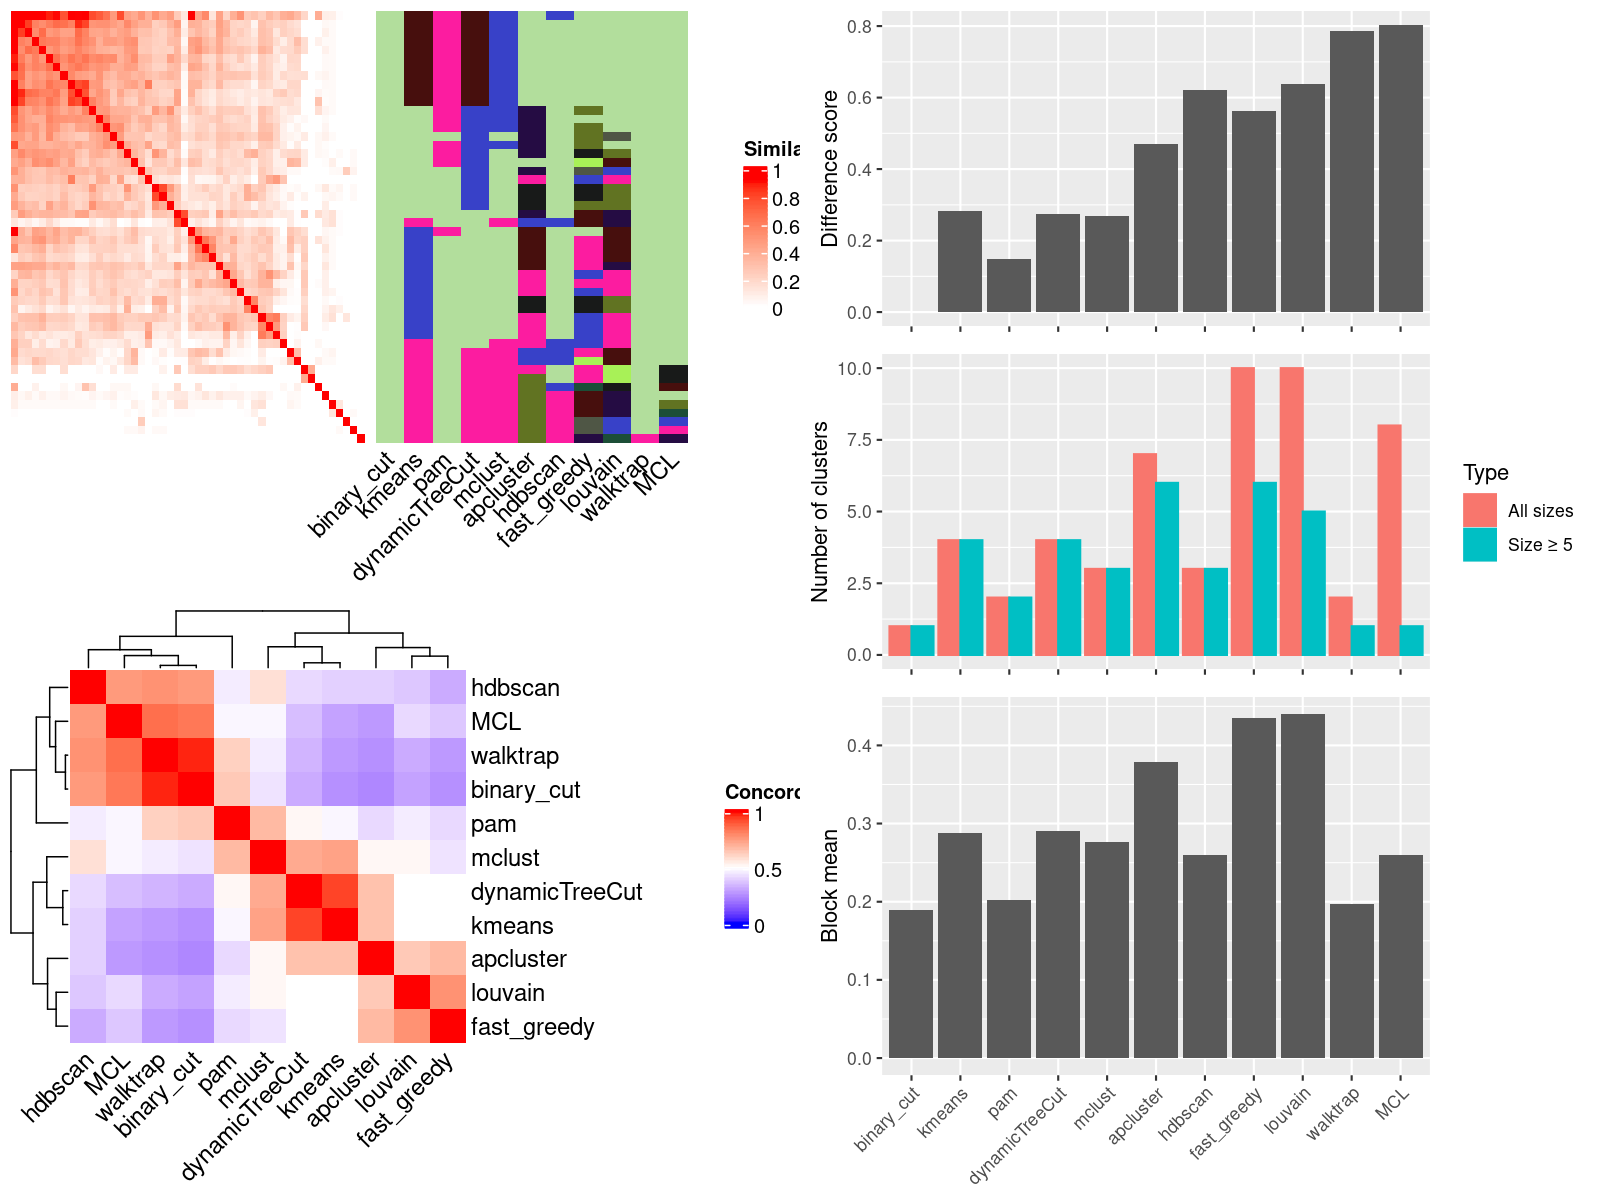 Simila
1
0.8
0.6
0.4
0.2
0
binary_cut
kmeans
pam
dynamicTreeCut
mclust
apcluster
hdbscan
fast_greedy
louvain
walktrap
MCL
Difference score
0.8
0.6
0.4
0.2
0.0
Number of clusters
10.0
7.5
5.0
2.5
0.0
Type
All sizes
Size ≥ 5
hdbscan
MCL
walktrap
binary_cut
pam
mclust
dynamicTreeCut
kmeans
apcluster
louvain
fast_greedy
hdbscan
MCL
walktrap
binary_cut
pam
mclust
dynamicTreeCut
kmeans
apcluster
louvain
fast_greedy
Concord
1
0.5
0
Block mean
0.4
0.3
0.2
0.1
0.0
binary_cut
kmeans
pam
dynamicTreeCut
mclust
apcluster
hdbscan
fast_greedy
louvain
walktrap
MCL